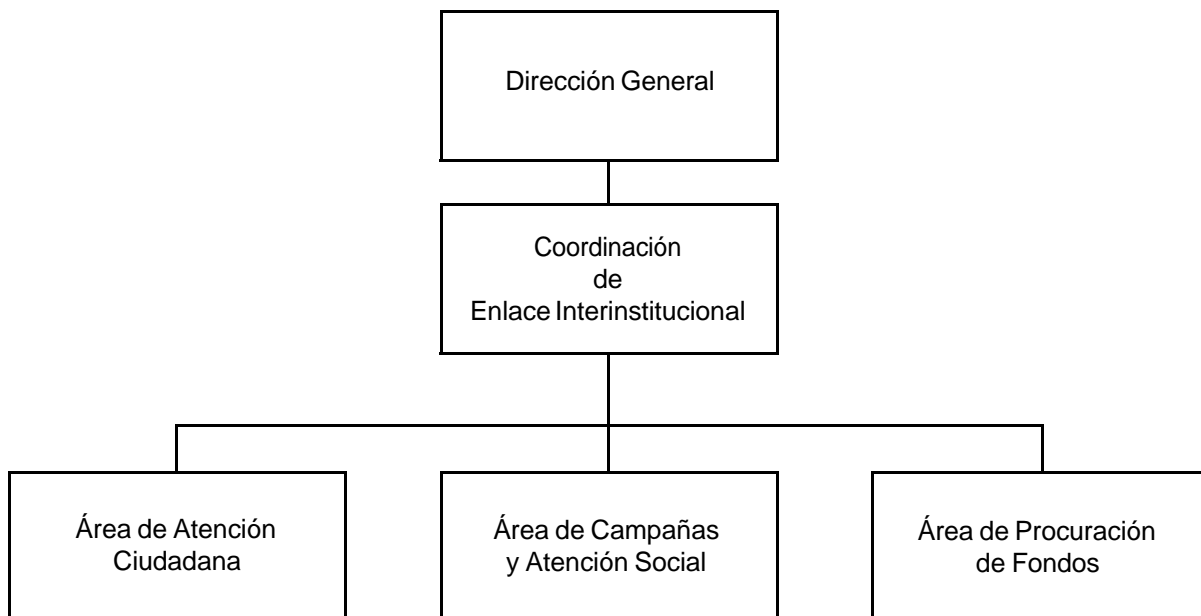 Dirección General
Coordinación
de
Enlace Interinstitucional
Área de Atención
Ciudadana
Área de Campañas
y Atención Social
Área de Procuración
de Fondos